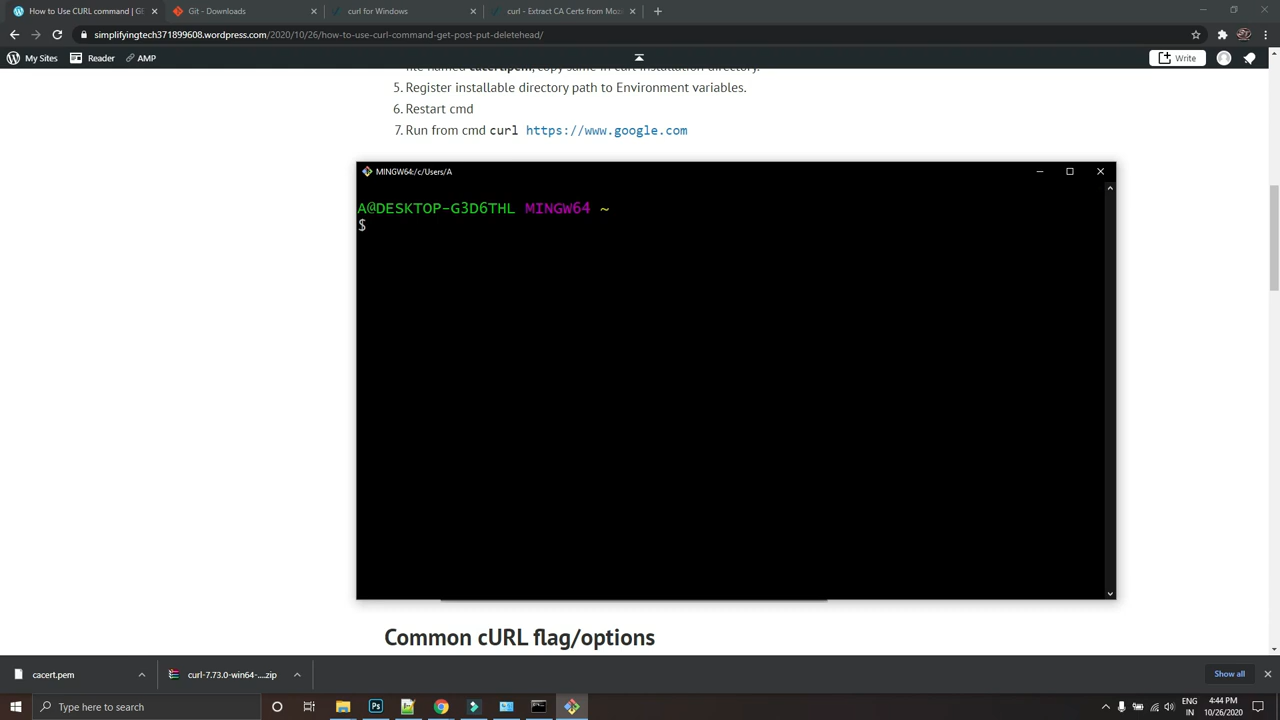 How to Use CURL command | GE
Git - Downloads
curl for Windows
curl - Extract CA Certs from Moz
simplifyingtech371899608.wordpress.com/2020/10/26/how-to-use-curl-command-get-post-put-deletehead/
My Sites
Reader
AMP
Write
5. Register installable directory path to Environment variables.
6. Restart cmd
7. Run from cmd curl https://www.google.com
MINGW64:/c/Users/A
A@DESKTOP-G3D6THL MINGW64 ~
$
Common cURL flag/options
cacert.pem
curl-7.73.0-win64-....zip
Show all
Type here to search
Ps
ENG
IN
4:44 PM
10/26/2020